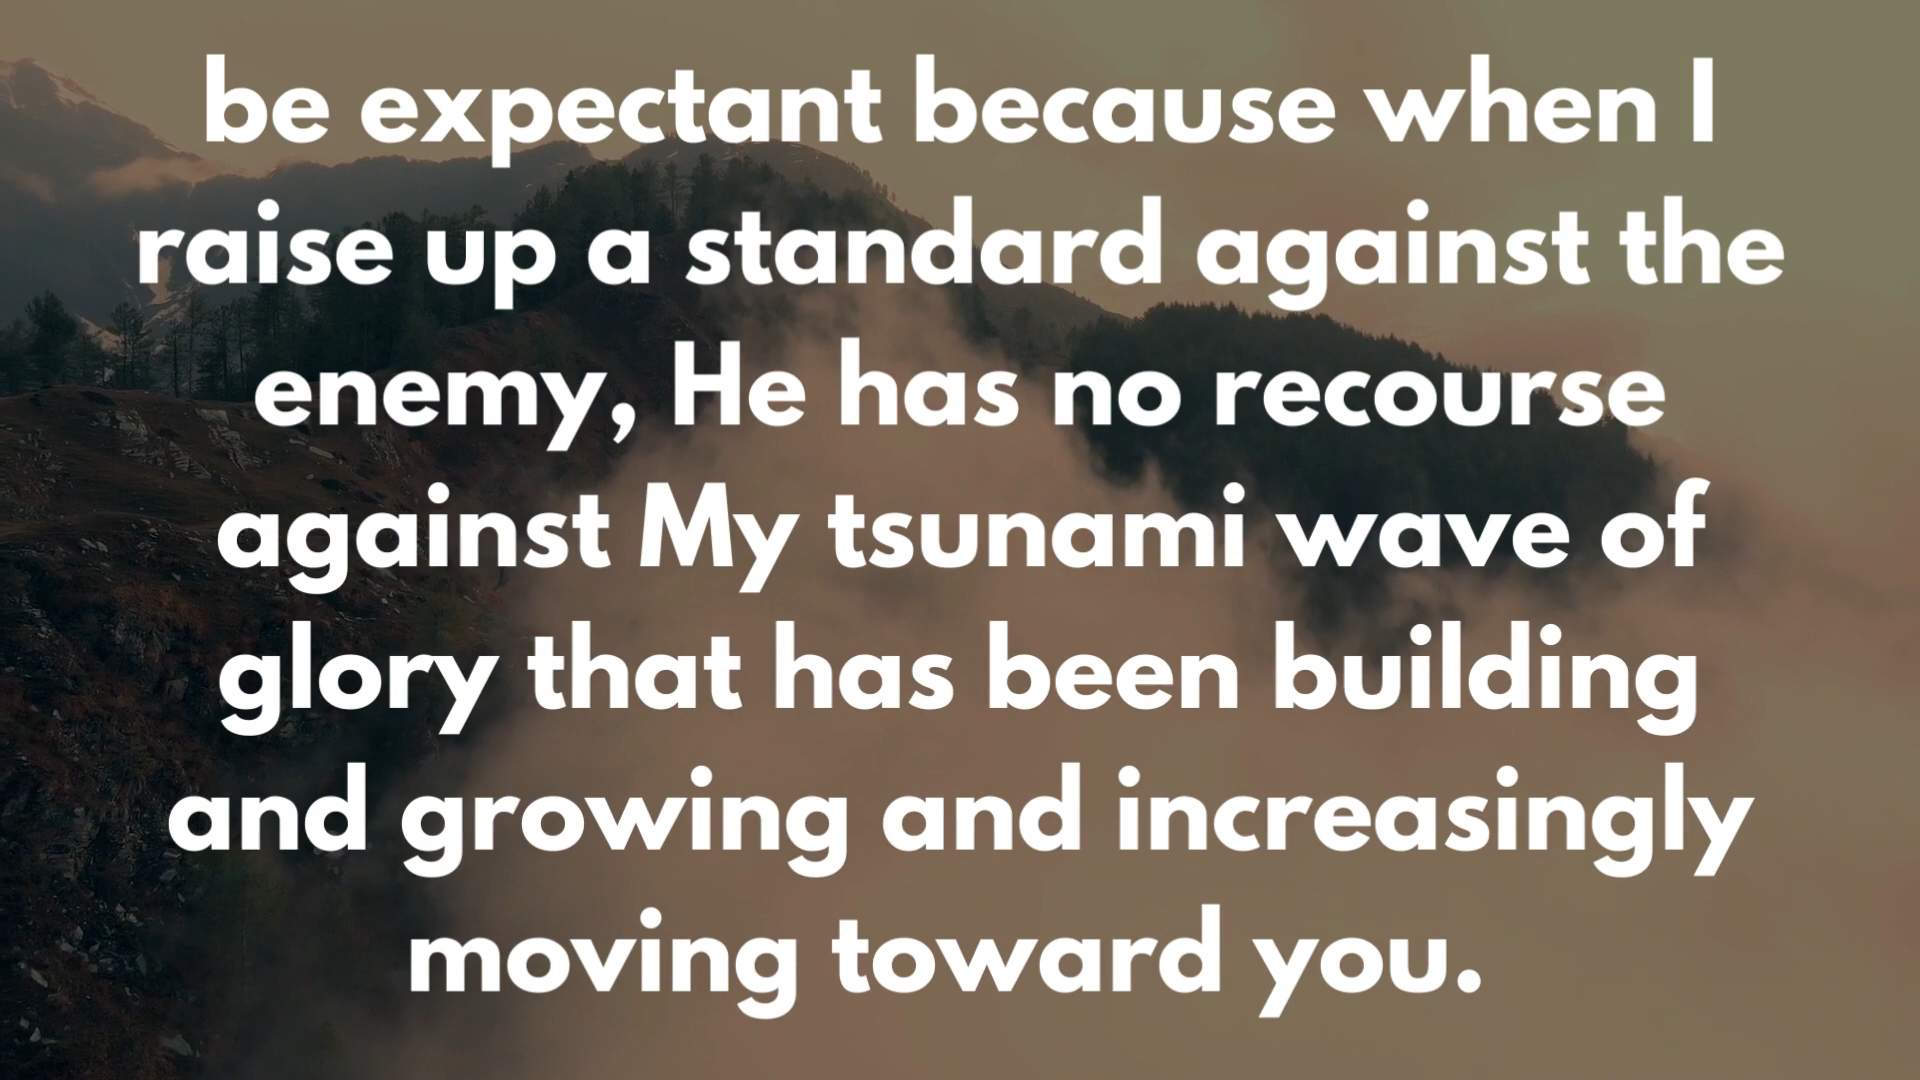 be expectant because when I
raise up a standard against the
enemy, He has no recourse
against My tsunami wave of
glory that has been building
and growing and increasingly
moving toward you.